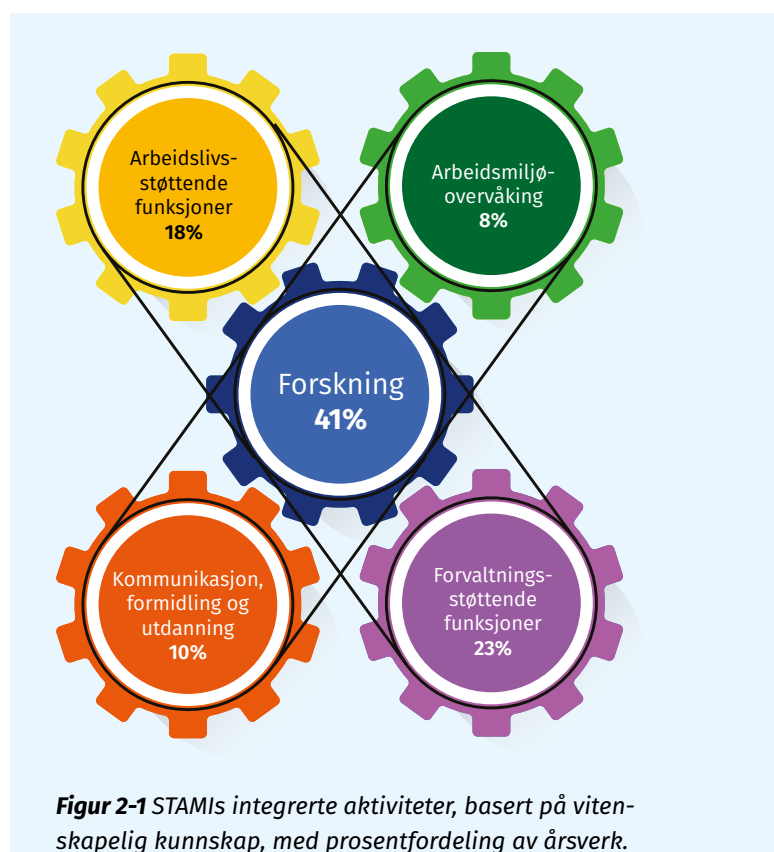 Arbeidslivs-
støttende
funksjoner
18%
Arbeidsmiljø-
overvåking
8%
Forskning
41%
Kommunikasjon,
formidling og
utdanning
10%
Forvaltnings-
støttende
funksjoner
23%
Figur 2-1 STAMIs integrerte aktiviteter, basert på viten-
skapelig kunnskap, med prosentfordeling av årsverk.